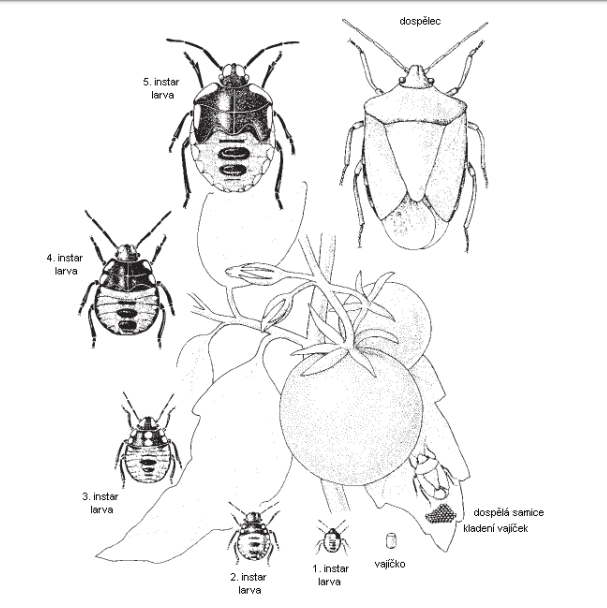 dospělec
5. instar
larva
4. instar
larva
3. instar
larva
2. instar
larva
1. instar
larva
vajíčko
dospělá samice
kladení vajíček